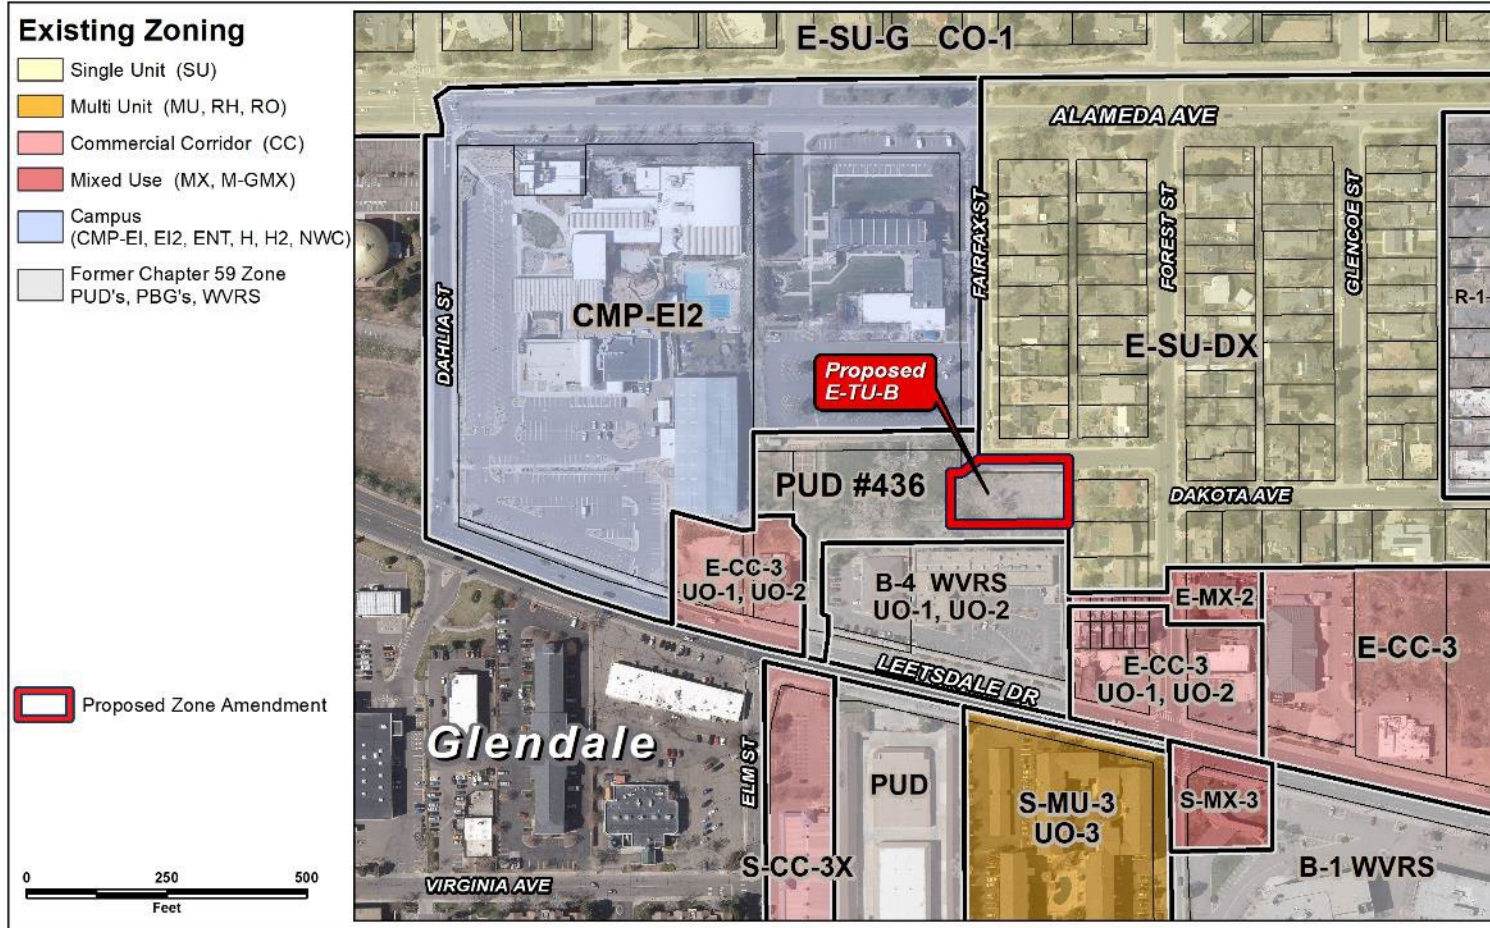 Existing Zoning
Single Unit (SU)
Multi Unit (MU, RH, RO)
Commercial Corridor (CC)
Mixed Use (MX, M-GMX)
Campus
(CMP-EI, EI2, ENT, H, H2, NWC)
Former Chapter 59 Zone
PUD's, PBG's, WVRS
Proposed Zone Amendment
0 250 500
Feet
E-SU-G CO-1
ALAMEDA AVE
DAHLIA ST
FAIRFAX ST
FOREST ST
GLENCOE ST
R-1
CMP-EI2
E-SU-DX
Proposed
E-TU-B
PUD #436
DAKOTA AVE
E-CC-3
UO-1, UO-2
B-4 WVRS
UO-1, UO-2
E-MX-2
E-CC-3
UO-1, UO-2
E-CC-3
LEETSDALE DR
Glendale
ELM ST
PUD
S-MU-3
UO-3
S-MX-3
S-CC-3X
B-1 WVRS
VIRGINIA AVE